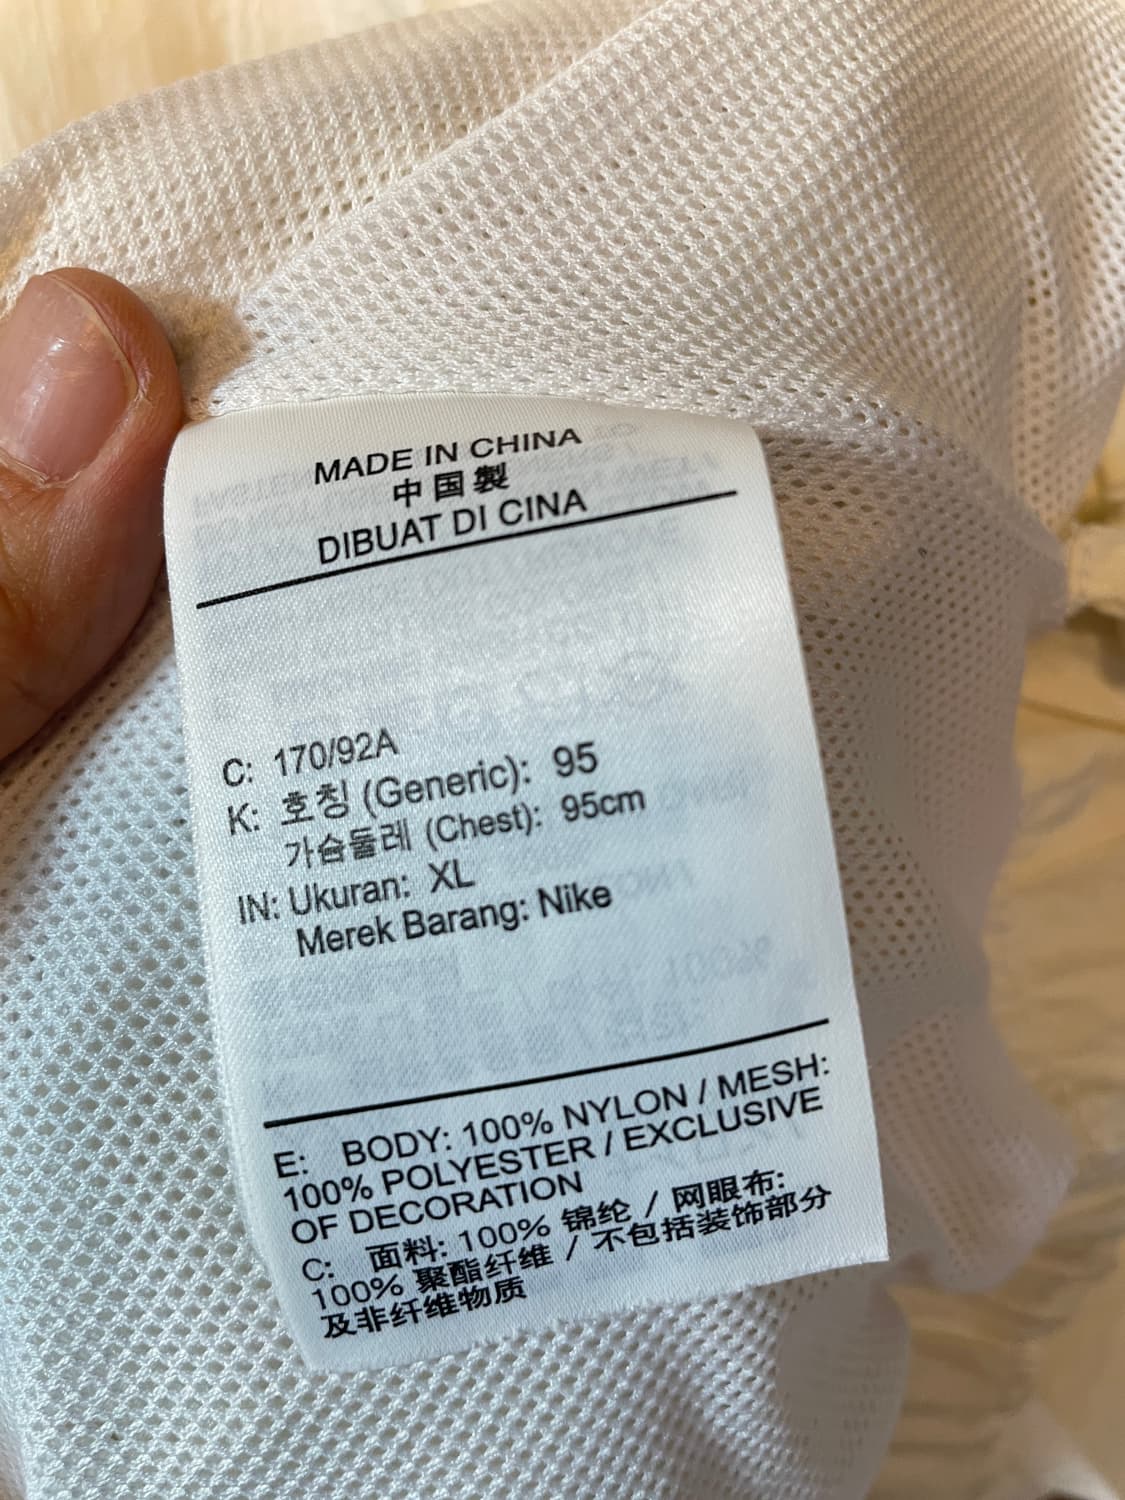 MADE IN CHINA
中国製
DIBUAT DI CINA
C: 170/92A
K: 호칭 (Generic): 95
가슴둘레 (Chest): 95cm
IN: Ukuran: XL
Merek Barang: Nike
E: BODY: 100% NYLON / MESH:
100% POLYESTER / EXCLUSIVE
OF DECORATION
C: 面料: 100% 锦纶 / 网眼布:
100% 聚酯纤维 / 不包括装饰部分
及非纤维物质